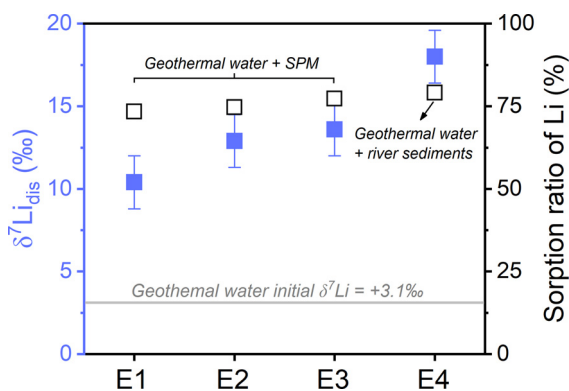 20
15
10
5
0
δ⁷Li_dis (‰)
100
75
50
25
0
Sorption ratio of Li (%)
Geothermal water + SPM
Geothermal water
+ river sediments
Geothemal water initial δ⁷Li = +3.1‰
E1 E2 E3 E4